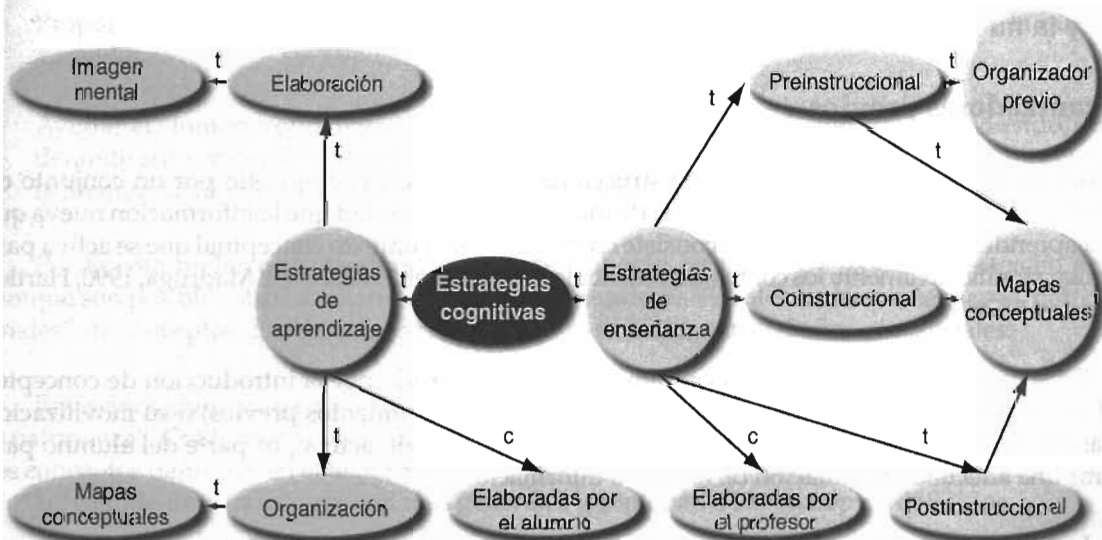 Imagen
mental
t
Elaboración
t
t
Preinstruccional
t
Organizador
previo
t
Estrategias
de
aprendizaje
t
Estrategias
cognitivas
t
Estrategias
de
enseñanza
t
Coinstruccional
Mapas
conceptuales
t
c
c
t
Mapas
conceptuales
t
Organización
Elaboradas por
el alumno
Elaboradas por
el profesor
Postinstruccional